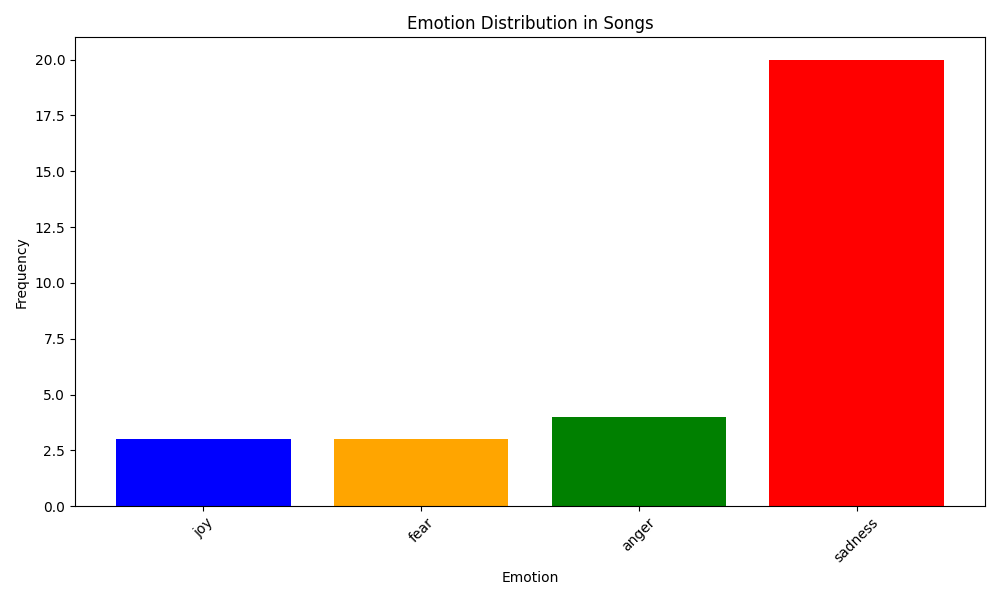 Emotion Distribution in Songs
20.0
17.5
15.0
12.5
10.0
7.5
5.0
2.5
0.0
Frequency
joy
fear
anger
sadness
Emotion